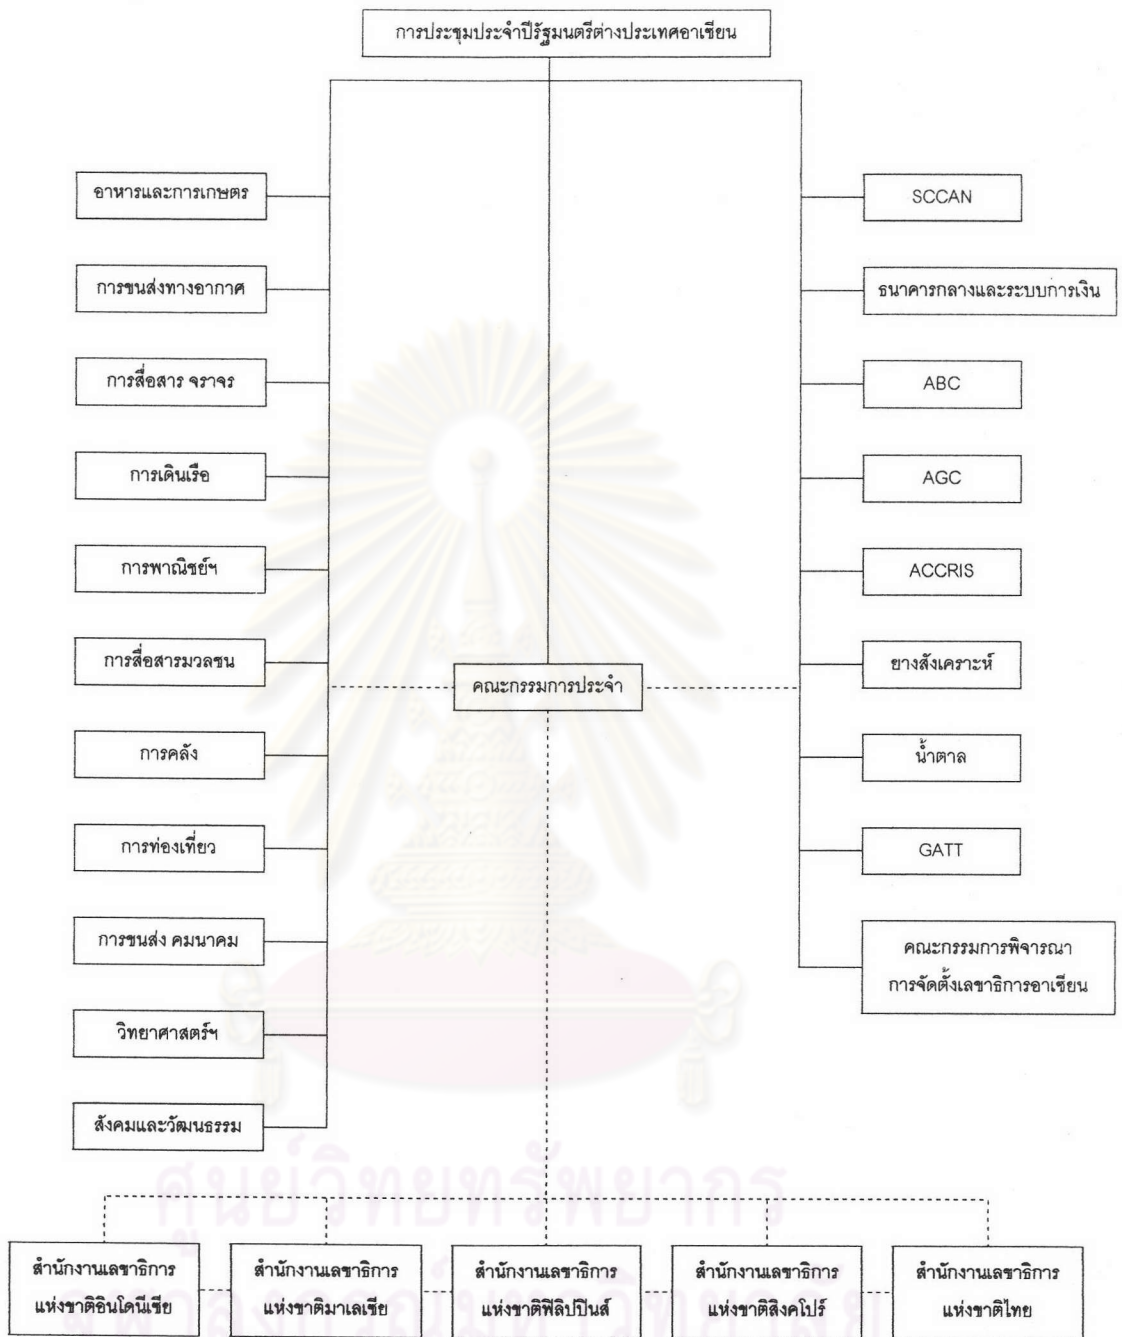 การประชุมประจำปีรัฐมนตรีต่างประเทศอาเซียน
อาหารและการเกษตร
การขนส่งทางอากาศ
การสื่อสาร จราจร
การเดินเรือ
การพาณิชย์ฯ
การสื่อสารมวลชน
การคลัง
การท่องเที่ยว
การขนส่ง คมนาคม
วิทยาศาสตร์ฯ
สังคมและวัฒนธรรม
คณะกรรมการประจำ
SCCAN
ธนาคารกลางและระบบการเงิน
ABC
AGC
ACCRIS
ยางสังเคราะห์
น้ำตาล
GATT
คณะกรรมการพิจารณา
การจัดตั้งเลขาธิการอาเซียน
สำนักงานเลขาธิการ
แห่งชาติอินโดนีเซีย
สำนักงานเลขาธิการ
แห่งชาติมาเลเซีย
สำนักงานเลขาธิการ
แห่งชาติฟิลิปปินส์
สำนักงานเลขาธิการ
แห่งชาติสิงคโปร์
สำนักงานเลขาธิการ
แห่งชาติไทย
ศูนย์วิทยทรัพยากร
จุฬาลงกรณ์มหาวิทยาลัย